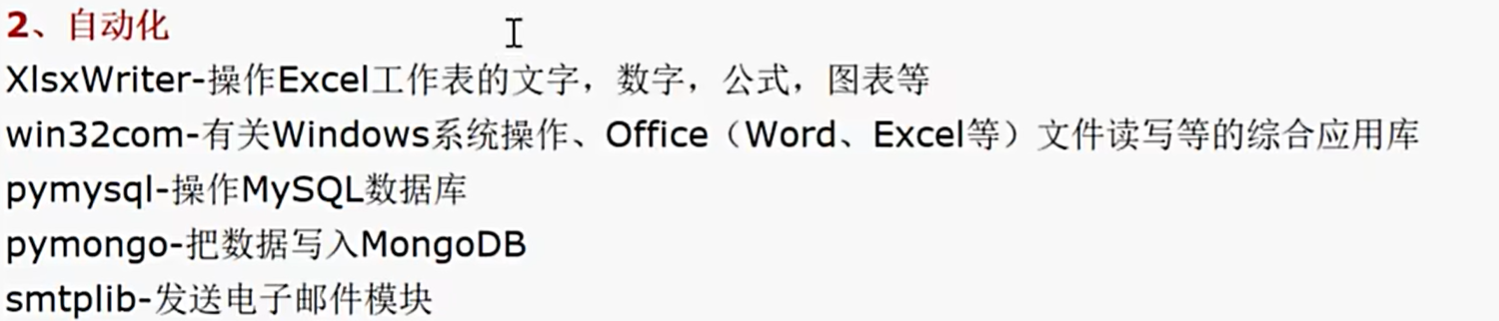 2、自动化
XlsxWriter-操作Excel工作表的文字，数字，公式，图表等
win32com-有关Windows系统操作、Office（Word、Excel等）文件读写等的综合应用库
pymysql-操作MySQL数据库
pymongo-把数据写入MongoDB
smtplib-发送电子邮件模块